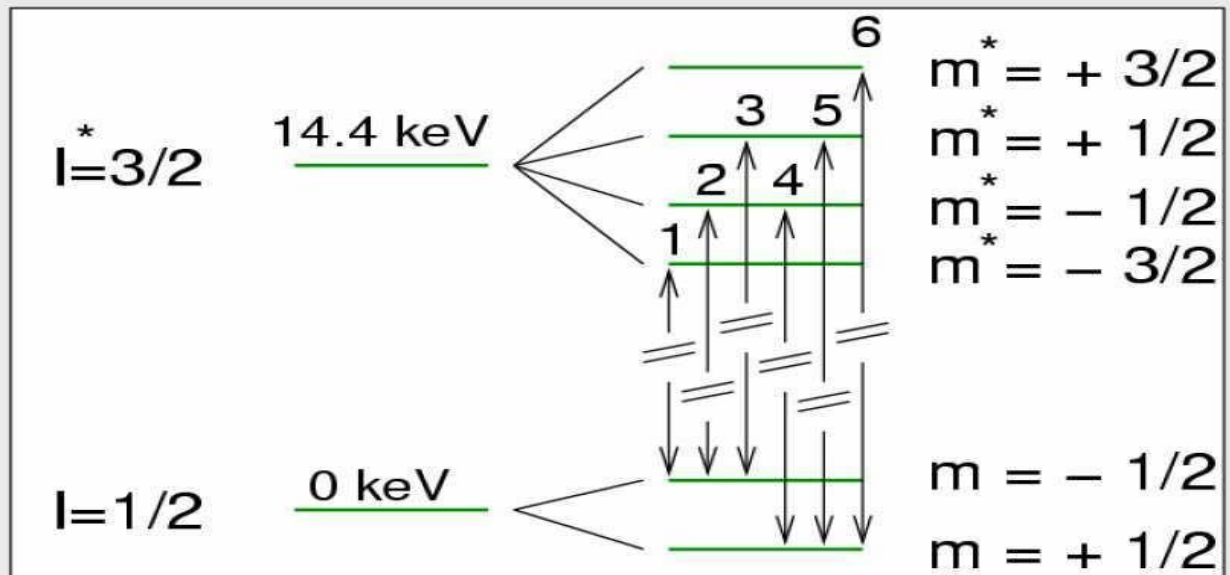 6
m* = + 3/2
14.4 keV
3 5
m* = + 1/2
I*=3/2
2 4
m* = − 1/2
1
m* = − 3/2
0 keV
m = − 1/2
I=1/2
m = + 1/2